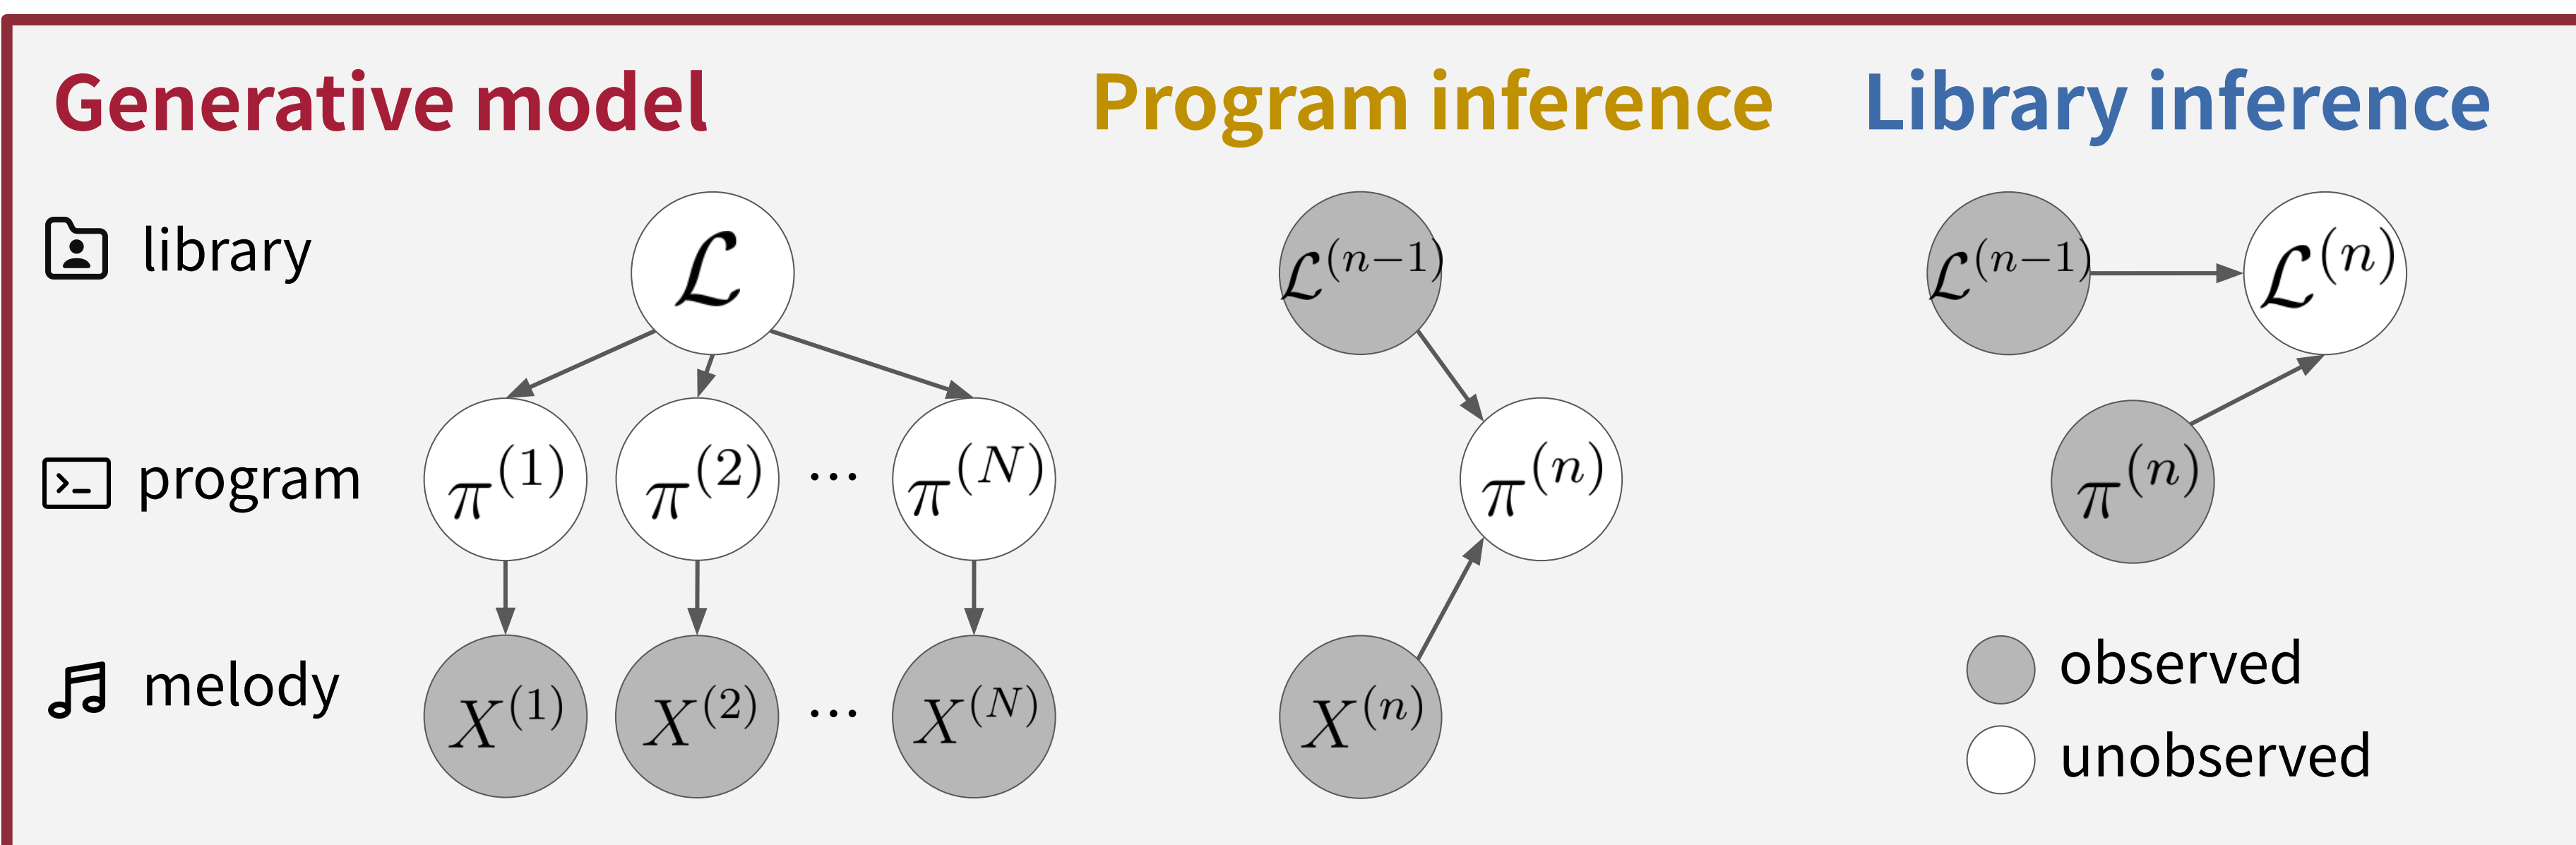 Generative model Program inference Library inference
library 𝓛 𝓛^(n−1) 𝓛^(n−1) 𝓛^(n)
program π^(1) π^(2) ... π^(N) π^(n) π^(n)
melody X^(1) X^(2) ... X^(N) X^(n)
observed
unobserved